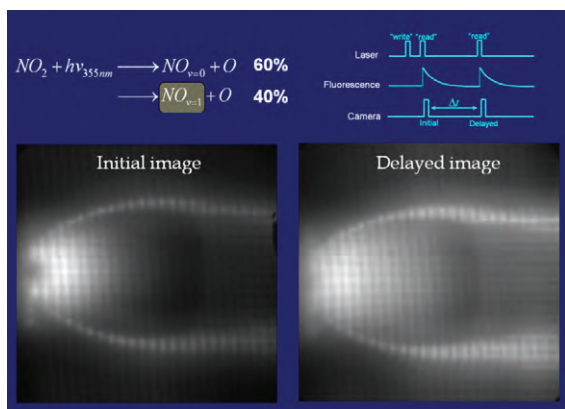 NO₂ + hν₃₅₅ₙₘ ⟶ NOᵥ₌₀ + O 60%
⟶ NOᵥ₌₁ + O 40%
"write" "read" "read"
Laser
Fluorescence
Δt
Camera
Initial Delayed
Initial image Delayed image